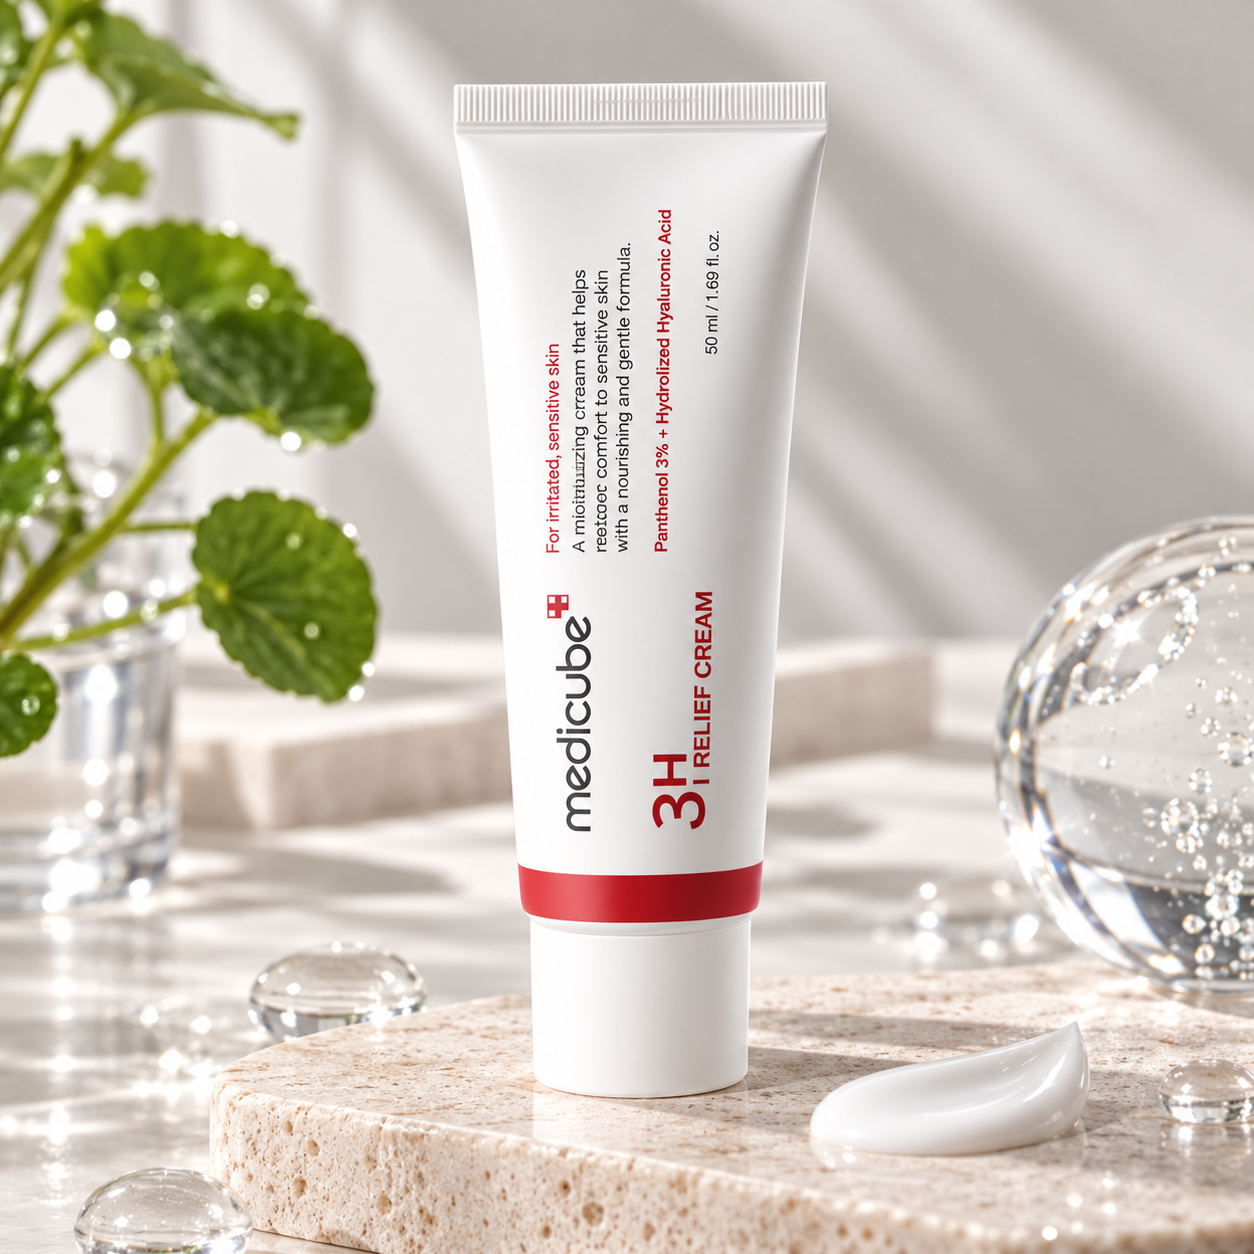 medicube
3H
| RELIEF CREAM
For irritated, sensitive skin
A cream that helps
comfort to sensitive skin
with a nourishing and gentle formula.
Panthenol 3% + Hydrolized Hyaluronic Acid
50 ml / 1.69 fl. oz.